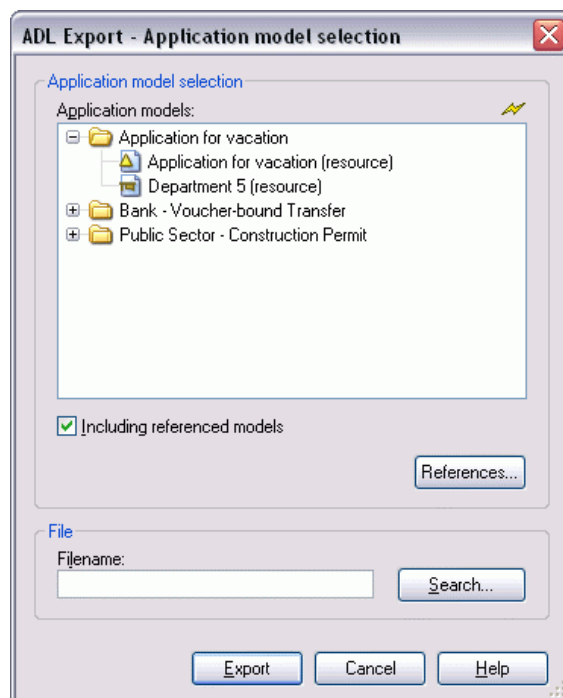 ADL Export - Application model selection
Application model selection
Application models:
Application for vacation
Application for vacation (resource)
Department 5 (resource)
Bank - Voucher-bound Transfer
Public Sector - Construction Permit
Including referenced models
References...
File
Filename:
Search...
Export Cancel Help